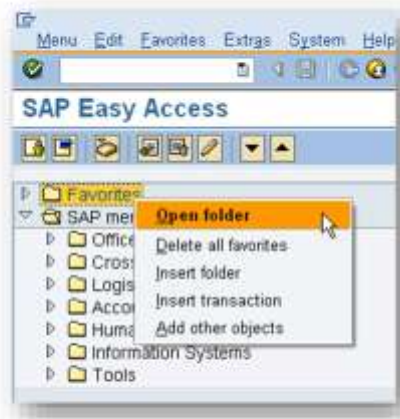 Menu Edit Favorites Extras System Help
SAP Easy Access
Favorites
SAP men
Open folder
Delete all favorites
Insert folder
Insert transaction
Add other objects
Office
Cross
Logis
Accou
Huma
Information Systems
Tools